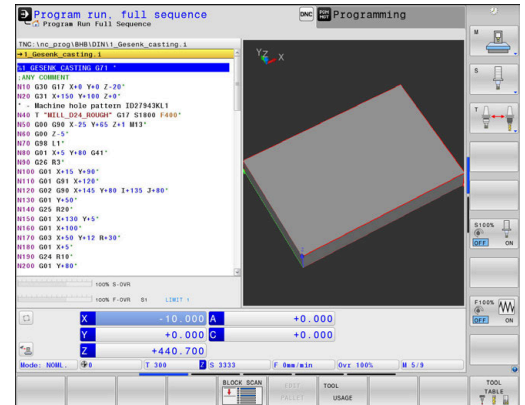 Program run, full sequence
DNC
Programming
Program Run Full Sequence
TNC:\nc_prog\BHB\DIN\1_Gesenk_casting.i
→1_Gesenk_casting.i
%1_GESENK_CASTING G71 *
;ANY COMMENT
N10 G30 G17 X+0 Y+0 Z-20*
N20 G31 X+150 Y+100 Z+0*
* - Machine hole pattern ID27943KL1
N40 T "MILL_D24_ROUGH" G17 S1800 F400*
N50 G00 G90 X-25 Y+65 Z+1 M13*
N60 G00 Z-5*
N70 G98 L1*
N80 G01 X+5 Y+80 G41*
N90 G26 R3*
N100 G01 X+15 Y+90*
N110 G01 G91 X+120*
N120 G02 G90 X+145 Y+80 I+135 J+80*
N130 G01 Y+50*
N140 G25 R20*
N150 G01 X+130 Y+5*
N160 G01 X+100*
N170 G03 X+50 Y+12 R+30*
N180 G01 X+5*
N190 G24 R10*
N200 G01 Y+80*
YZ X
M
S
T
S100%
OFF ON
F100%
OFF ON
100% S-OVR
100% F-OVR S1 LIMIT 1
X -10.000 A +0.000
Y +0.000 C +0.000
Z +440.700
Mode: NOML. 0 T 300 Z S 3333 F 0mm/min Ovr 100% M 5/9
BLOCK SCAN
EDIT
PALLET
TOOL
USAGE
TOOL
TABLE